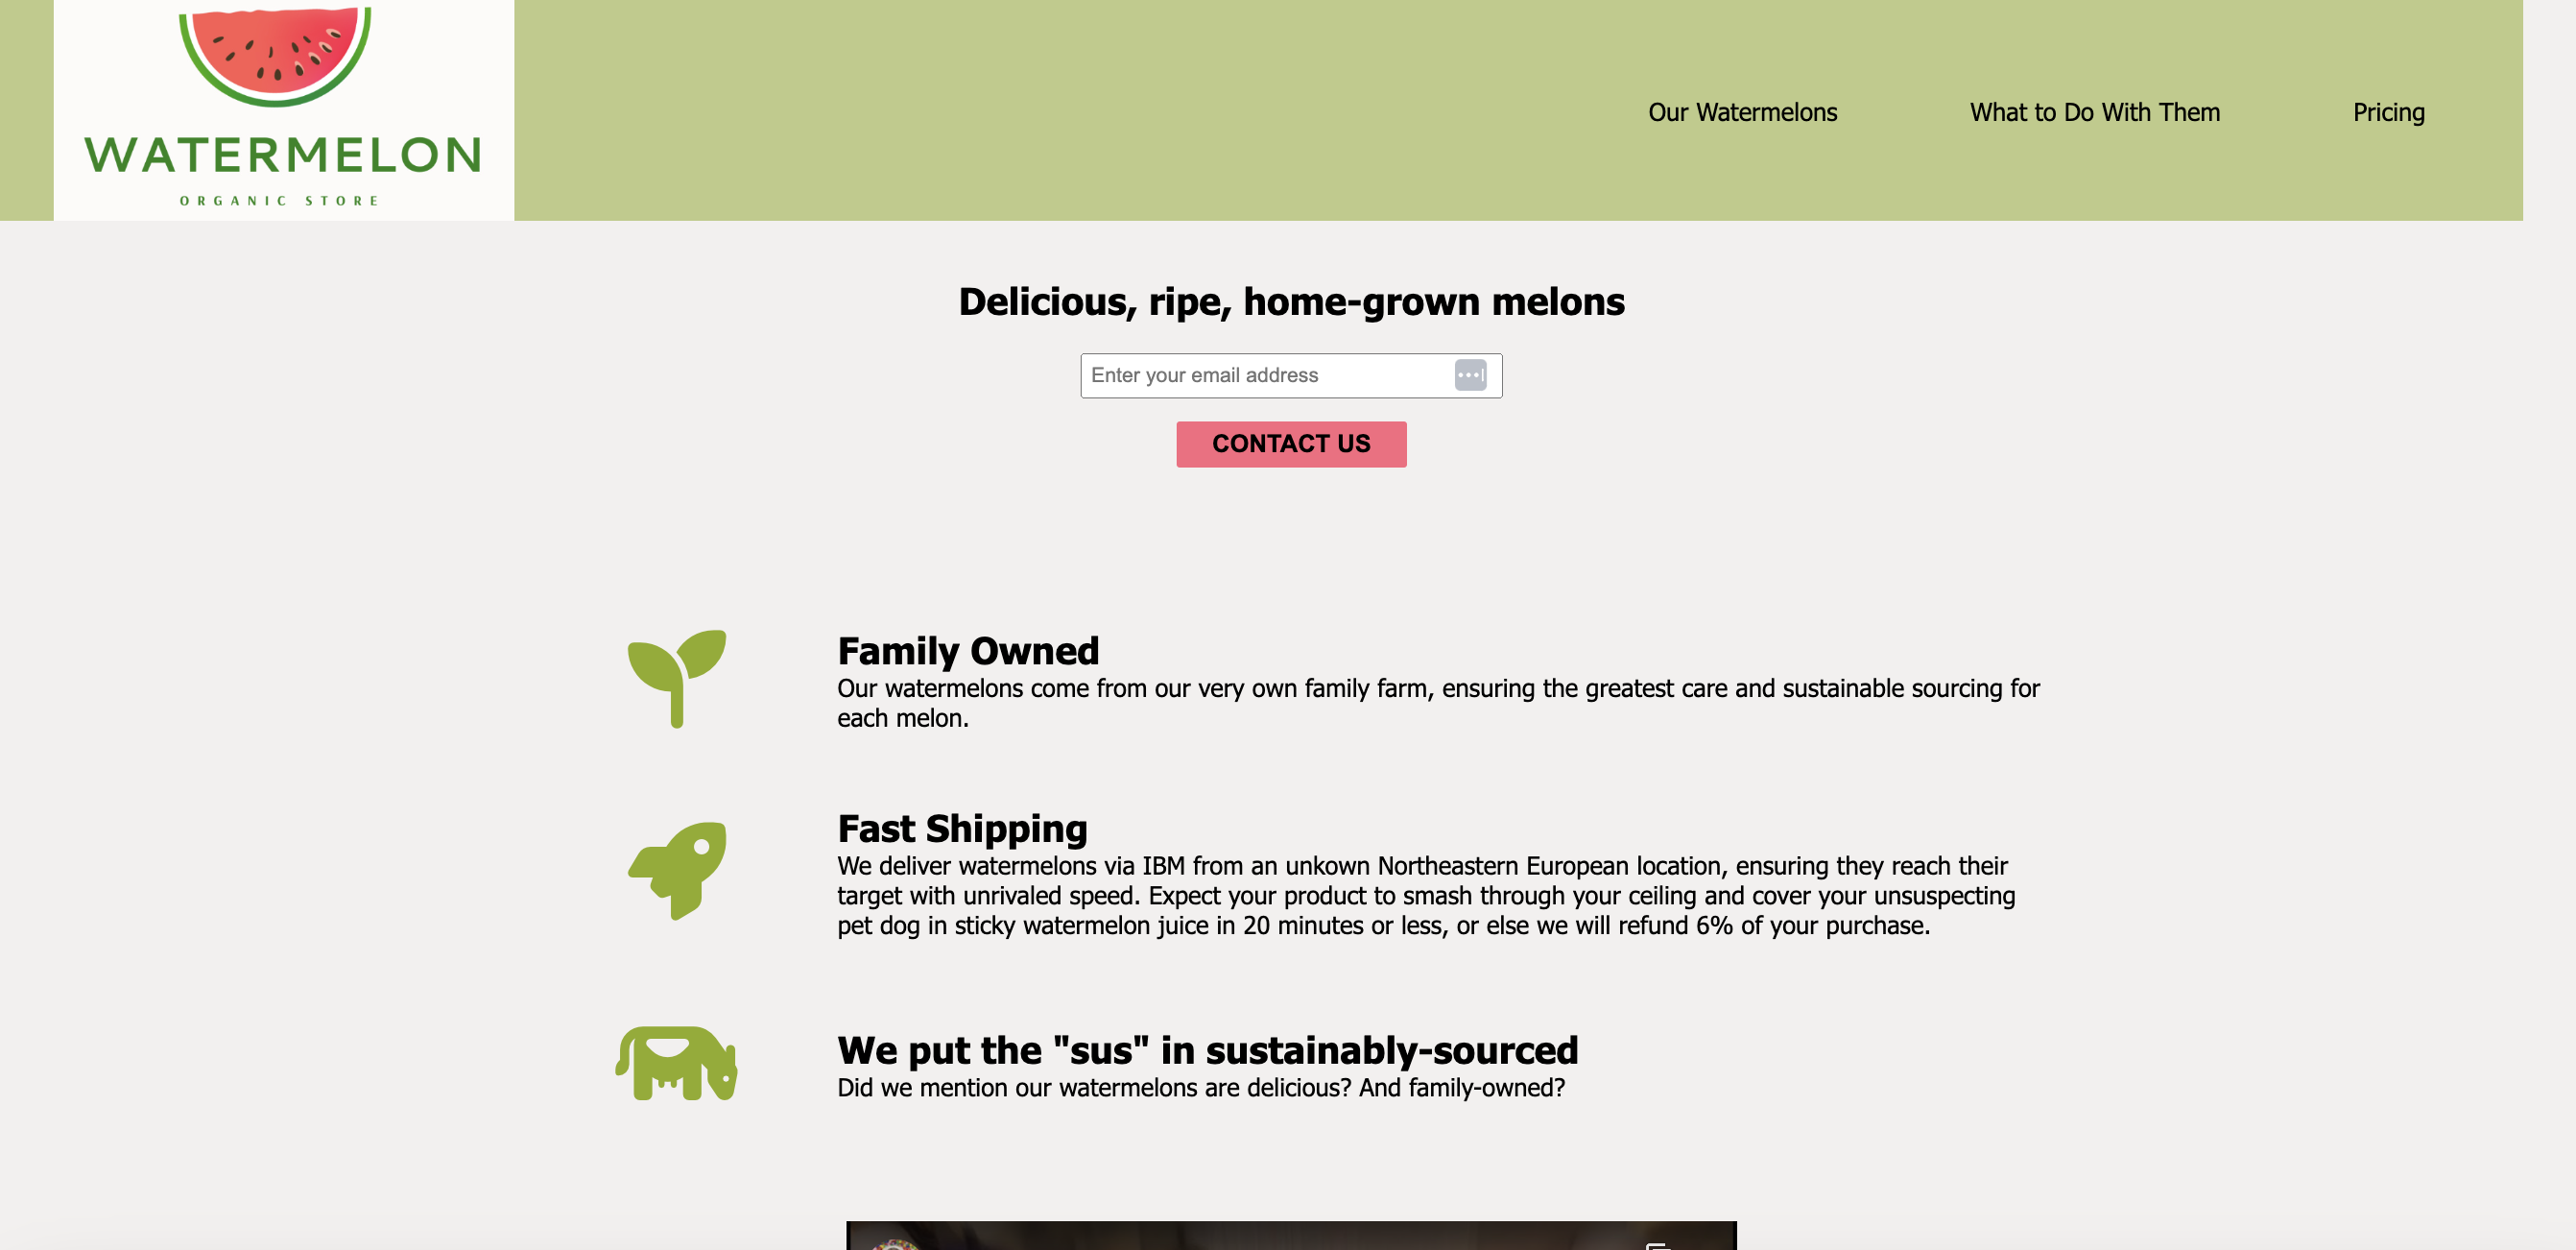 WATERMELON
ORGANIC STORE
Our Watermelons
What to Do With Them
Pricing
Delicious, ripe, home-grown melons
Enter your email address
CONTACT US
Family Owned
Our watermelons come from our very own family farm, ensuring the greatest care and sustainable sourcing for
each melon.
Fast Shipping
We deliver watermelons via IBM from an unkown Northeastern European location, ensuring they reach their
target with unrivaled speed. Expect your product to smash through your ceiling and cover your unsuspecting
pet dog in sticky watermelon juice in 20 minutes or less, or else we will refund 6% of your purchase.
We put the "sus" in sustainably-sourced
Did we mention our watermelons are delicious? And family-owned?